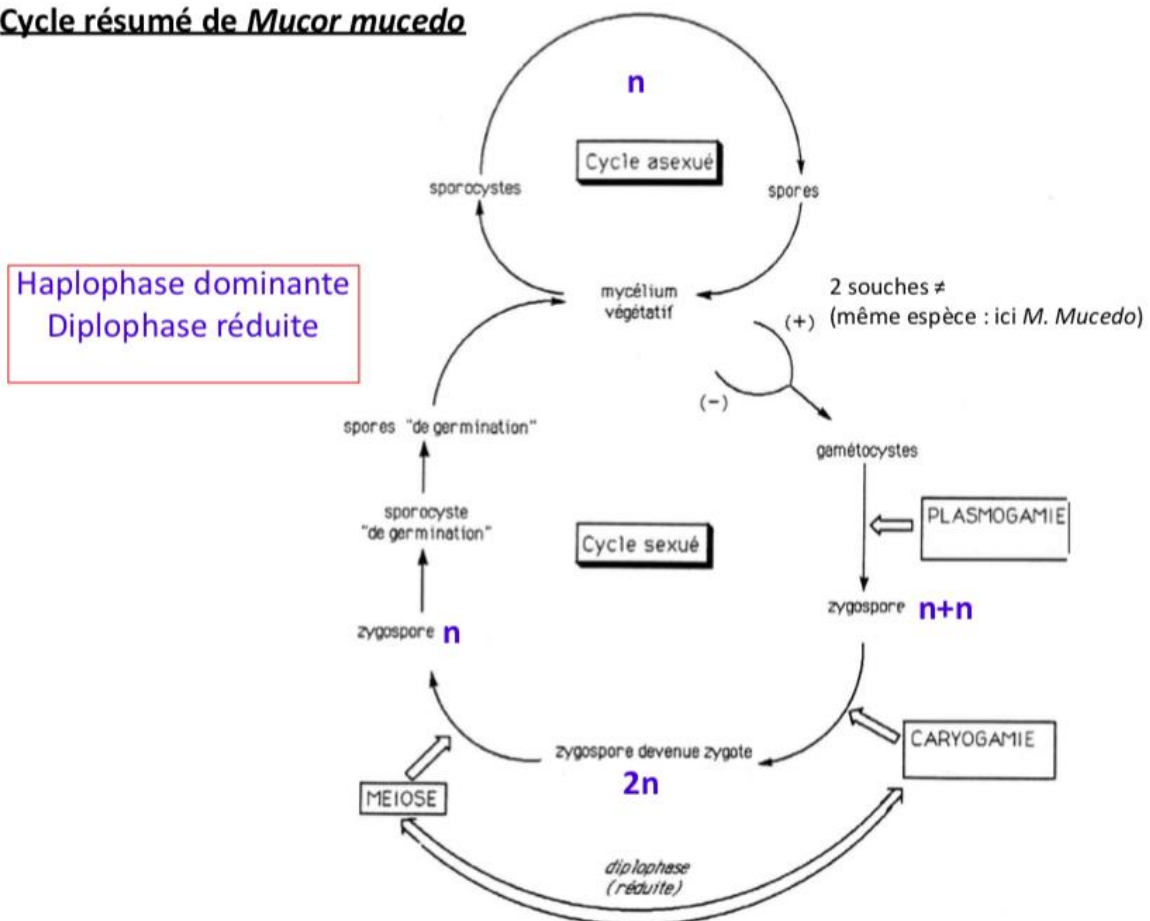 Cycle résumé de Mucor mucedo
n
Cycle asexué
sporocystes
spores
Haplophase dominante
Diplophase réduite
mycélium
végétatif
2 souches ≠
(+) (même espèce : ici M. Mucedo)
(-)
spores "de germination"
gamétocystes
sporocyste
"de germination"
PLASMOGAMIE
Cycle sexué
zygospore n+n
zygospore n
CARYOGAMIE
zygospore devenue zygote
2n
MEIOSE
diplophase
(réduite)